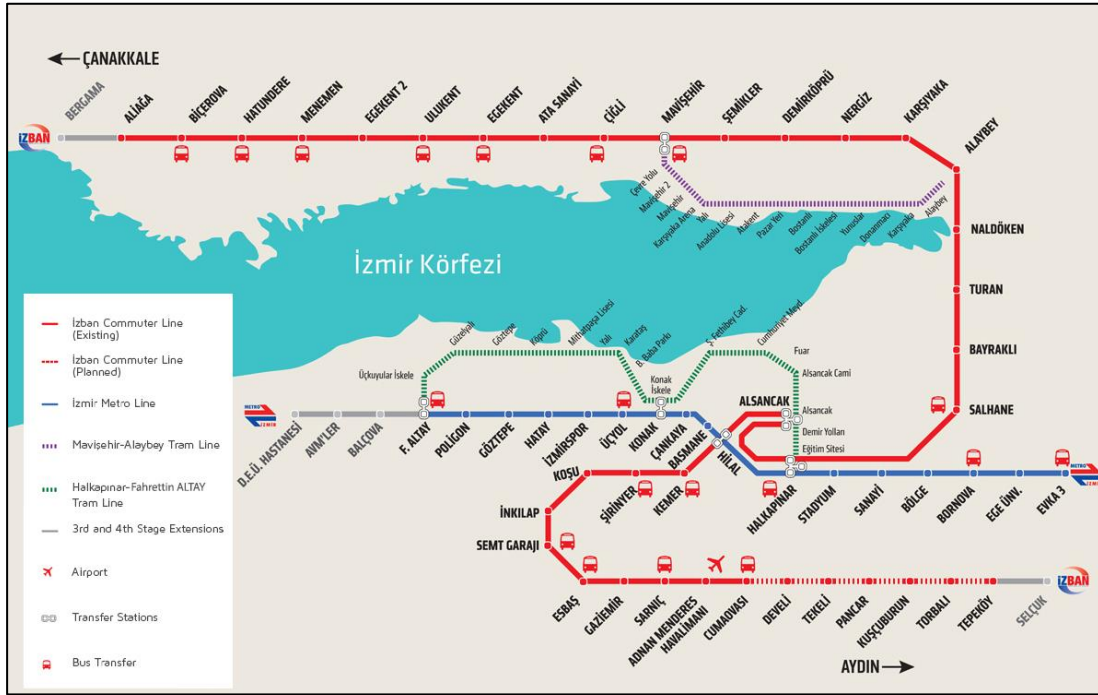 ÇANAKKALE
BERGAMA
ALİAĞA
BİÇEROVA
HATUNDERE
MENEMEN
EGEKENT 2
ULUKENT
EGEKENT
ATA SANAYİ
ÇİĞLİ
MAVİŞEHİR
ŞEMİKLER
DEMİRKÖPRÜ
NERGİZ
KARŞIYAKA
ALAYBEY
İZBAN
Çevre Yolu
Mavişehir 2
Mavişehir
Karşıyaka Arena
Yalı
Anadolu Lisesi
Atakent
Pazar Yeri
Bostanlı
Bostanlı İskelesi
Yunuslar
Donanmacı
Karşıyaka
Alaybey
NALDÖKEN
TURAN
BAYRAKLI
SALHANE
İzmir Körfezi
İzban Commuter Line
(Existing)
İzban Commuter Line
(Planned)
İzmir Metro Line
Mavişehir-Alaybey Tram Line
Halkapınar-Fahrettin ALTAY
Tram Line
3rd and 4th Stage Extensions
Airport
Transfer Stations
Bus Transfer
Üçkuyular İskele
Güzelyalı
Göztepe
Köprü
Mithatpaşa Lisesi
Yalı
Karataş
B. Baba Parkı
Konak
İskele
Ş. Fethibey Cad.
Cumhuriyet Meyd.
Fuar
Alsancak Cami
Alsancak
Demir Yolları
Eğitim Sitesi
ALSANCAK
METRO
İZMİR
D.E.Ü. HASTANESİ
AVM'LER
BALÇOVA
F. ALTAY
POLİGON
GÖZTEPE
HATAY
İZMİRSPOR
ÜÇYOL
KONAK
ÇANKAYA
BASMANE
HİLAL
HALKAPINAR
STADYUM
SANAYİ
BÖLGE
BORNOVA
EGE ÜNV.
EVKA 3
METRO
İZMİR
KOŞU
ŞİRİNYER
KEMER
İNKILAP
SEMT GARAJI
ESBAŞ
GAZİEMİR
SARNIÇ
ADNAN MENDERES
HAVALİMANI
CUMAOVASI
DEVELİ
TEKELİ
PANCAR
KUŞÇUBURUN
TORBALI
TEPEKÖY
SELÇUK
İZBAN
AYDIN